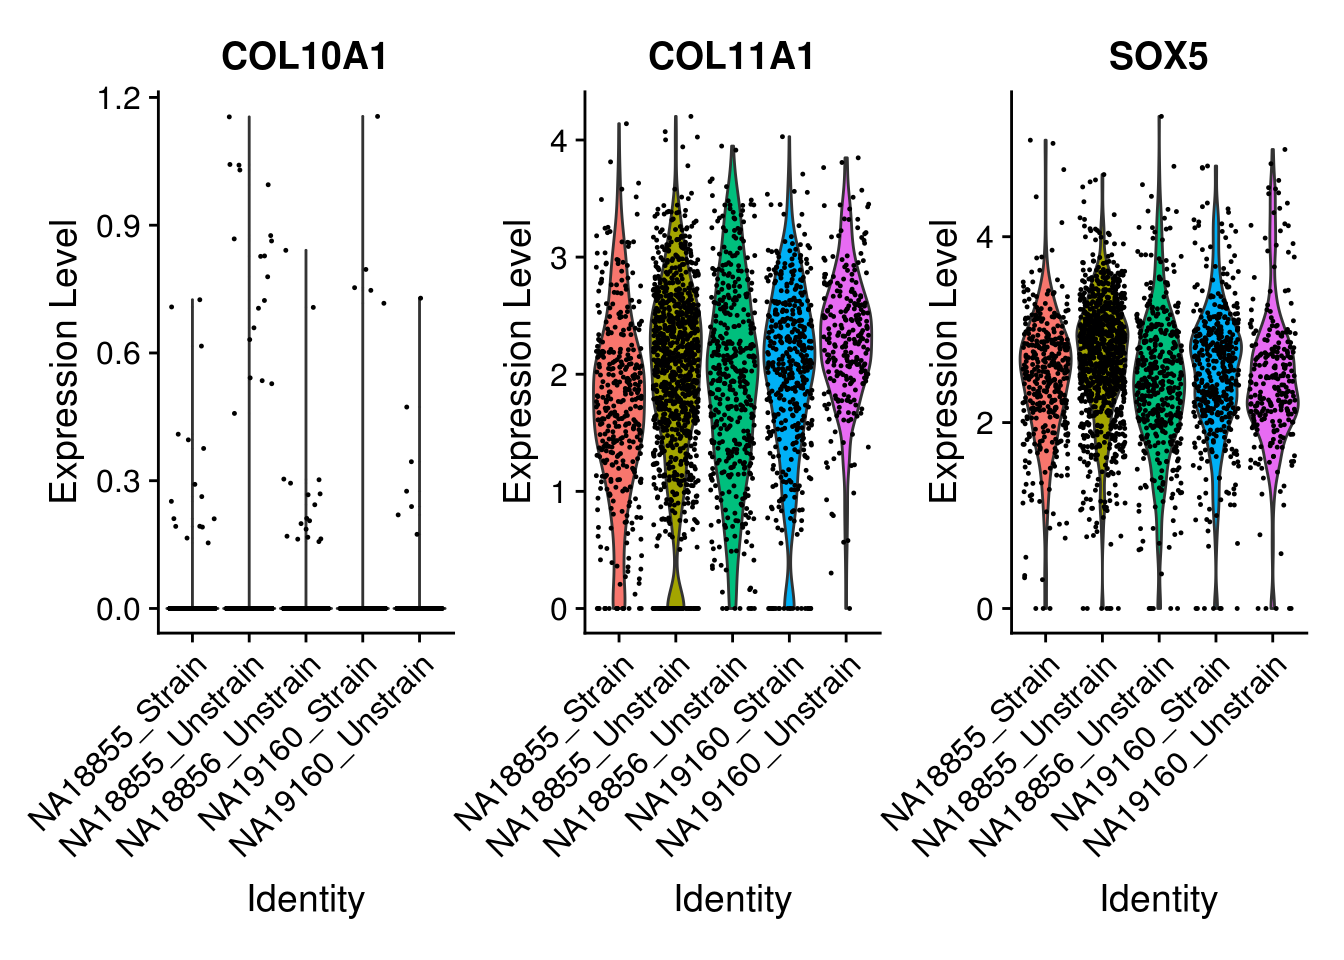 COL10A1
Expression Level
1.2
0.9
0.6
0.3
0.0
NA18855_Strain
NA18855_Unstrain
NA18856_Unstrain
NA19160_Strain
NA19160_Unstrain
Identity
COL11A1
Expression Level
4
3
2
1
0
NA18855_Strain
NA18855_Unstrain
NA18856_Unstrain
NA19160_Strain
NA19160_Unstrain
Identity
SOX5
Expression Level
4
2
0
NA18855_Strain
NA18855_Unstrain
NA18856_Unstrain
NA19160_Strain
NA19160_Unstrain
Identity